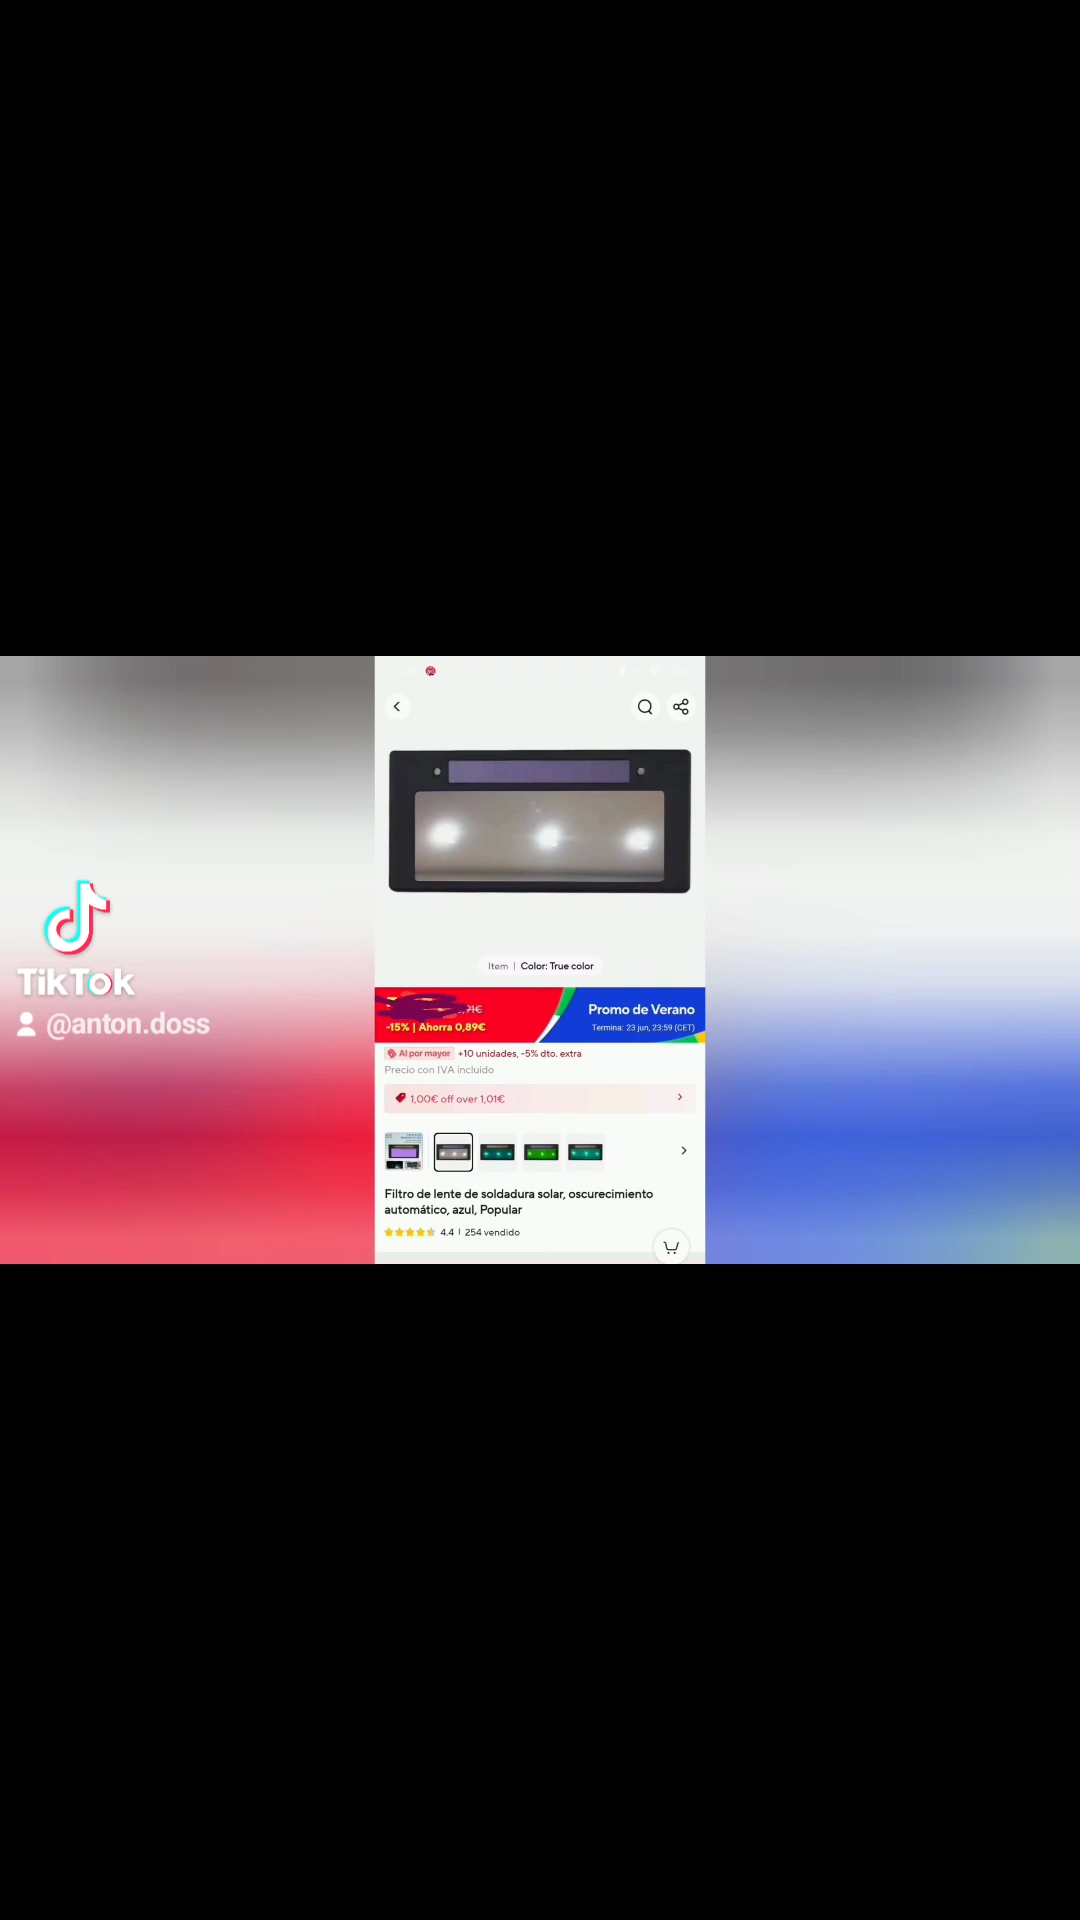 Item | Color: True color
,91€
-15% | Ahorra 0,89€
Promo de Verano
Termina: 23 jun, 23:59 (CET)
Al por mayor +10 unidades, -5% dto. extra
Precio con IVA incluido
1,00€ off over 1,01€
Filtro de lente de soldadura solar, oscurecimiento
automático, azul, Popular
4.4 | 254 vendido
TikTok
@anton.doss